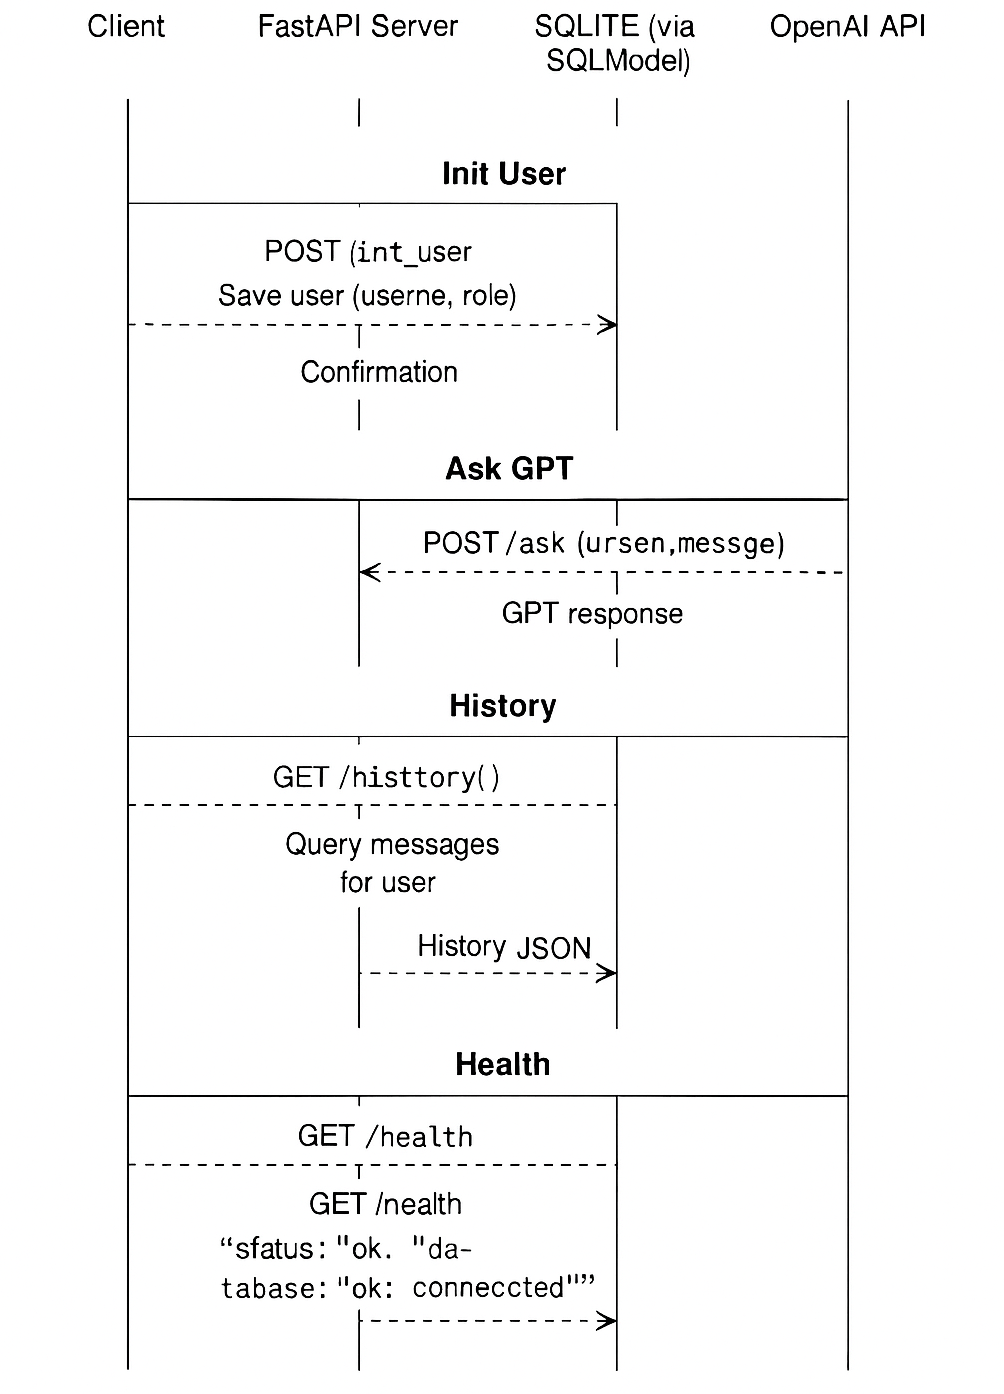 Client
FastAPI Server
SQLITE (via
SQLModel)
OpenAI API
Init User
POST (int_user
Save user (userne, role)
Confirmation
Ask GPT
POST /ask (ursen,messge)
GPT response
History
GET /histtory()
Query messages
for user
History JSON
Health
GET /health
GET /nealth
“sfatus: "ok. "da-
tabase: "ok: conneccted"”